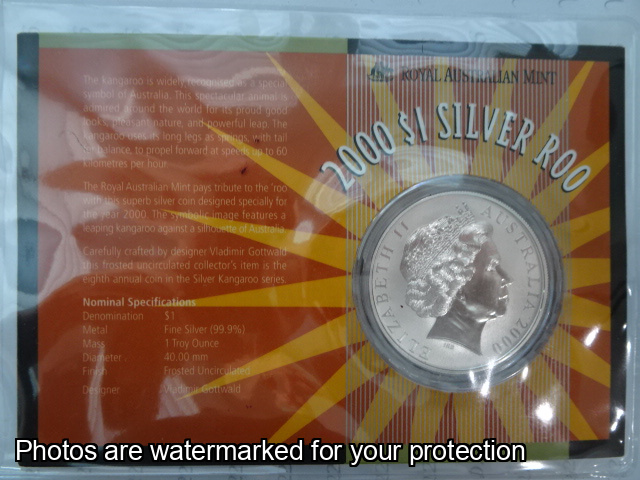 The kangaroo is widely recognised as a special
symbol of Australia. This spectacular animal is
admired around the world for its proud good
looks, pleasant nature, and powerful leap. The
kangaroo uses its long legs as springs, with tail
for balance, to propel forward at speeds up to 60
kilometres per hour.
The Royal Australian Mint pays tribute to the 'roo
with this superb silver coin designed specially for
the year 2000. The symbolic image features a
leaping kangaroo against a silhouette of Australia.
Carefully crafted by designer Vladimir Gottwald
this frosted uncirculated collector's item is the
eighth annual coin in the Silver Kangaroo series.
Nominal Specifications
Denomination $1
Metal Fine Silver (99.9%)
Mass 1 Troy Ounce
Diameter 40.00 mm
Finish Frosted Uncirculated
Designer Vladimir Gottwald
ROYAL AUSTRALIAN MINT
2000 $1 SILVER ROO
ELIZABETH II AUSTRALIA 2000
Photos are watermarked for your protection